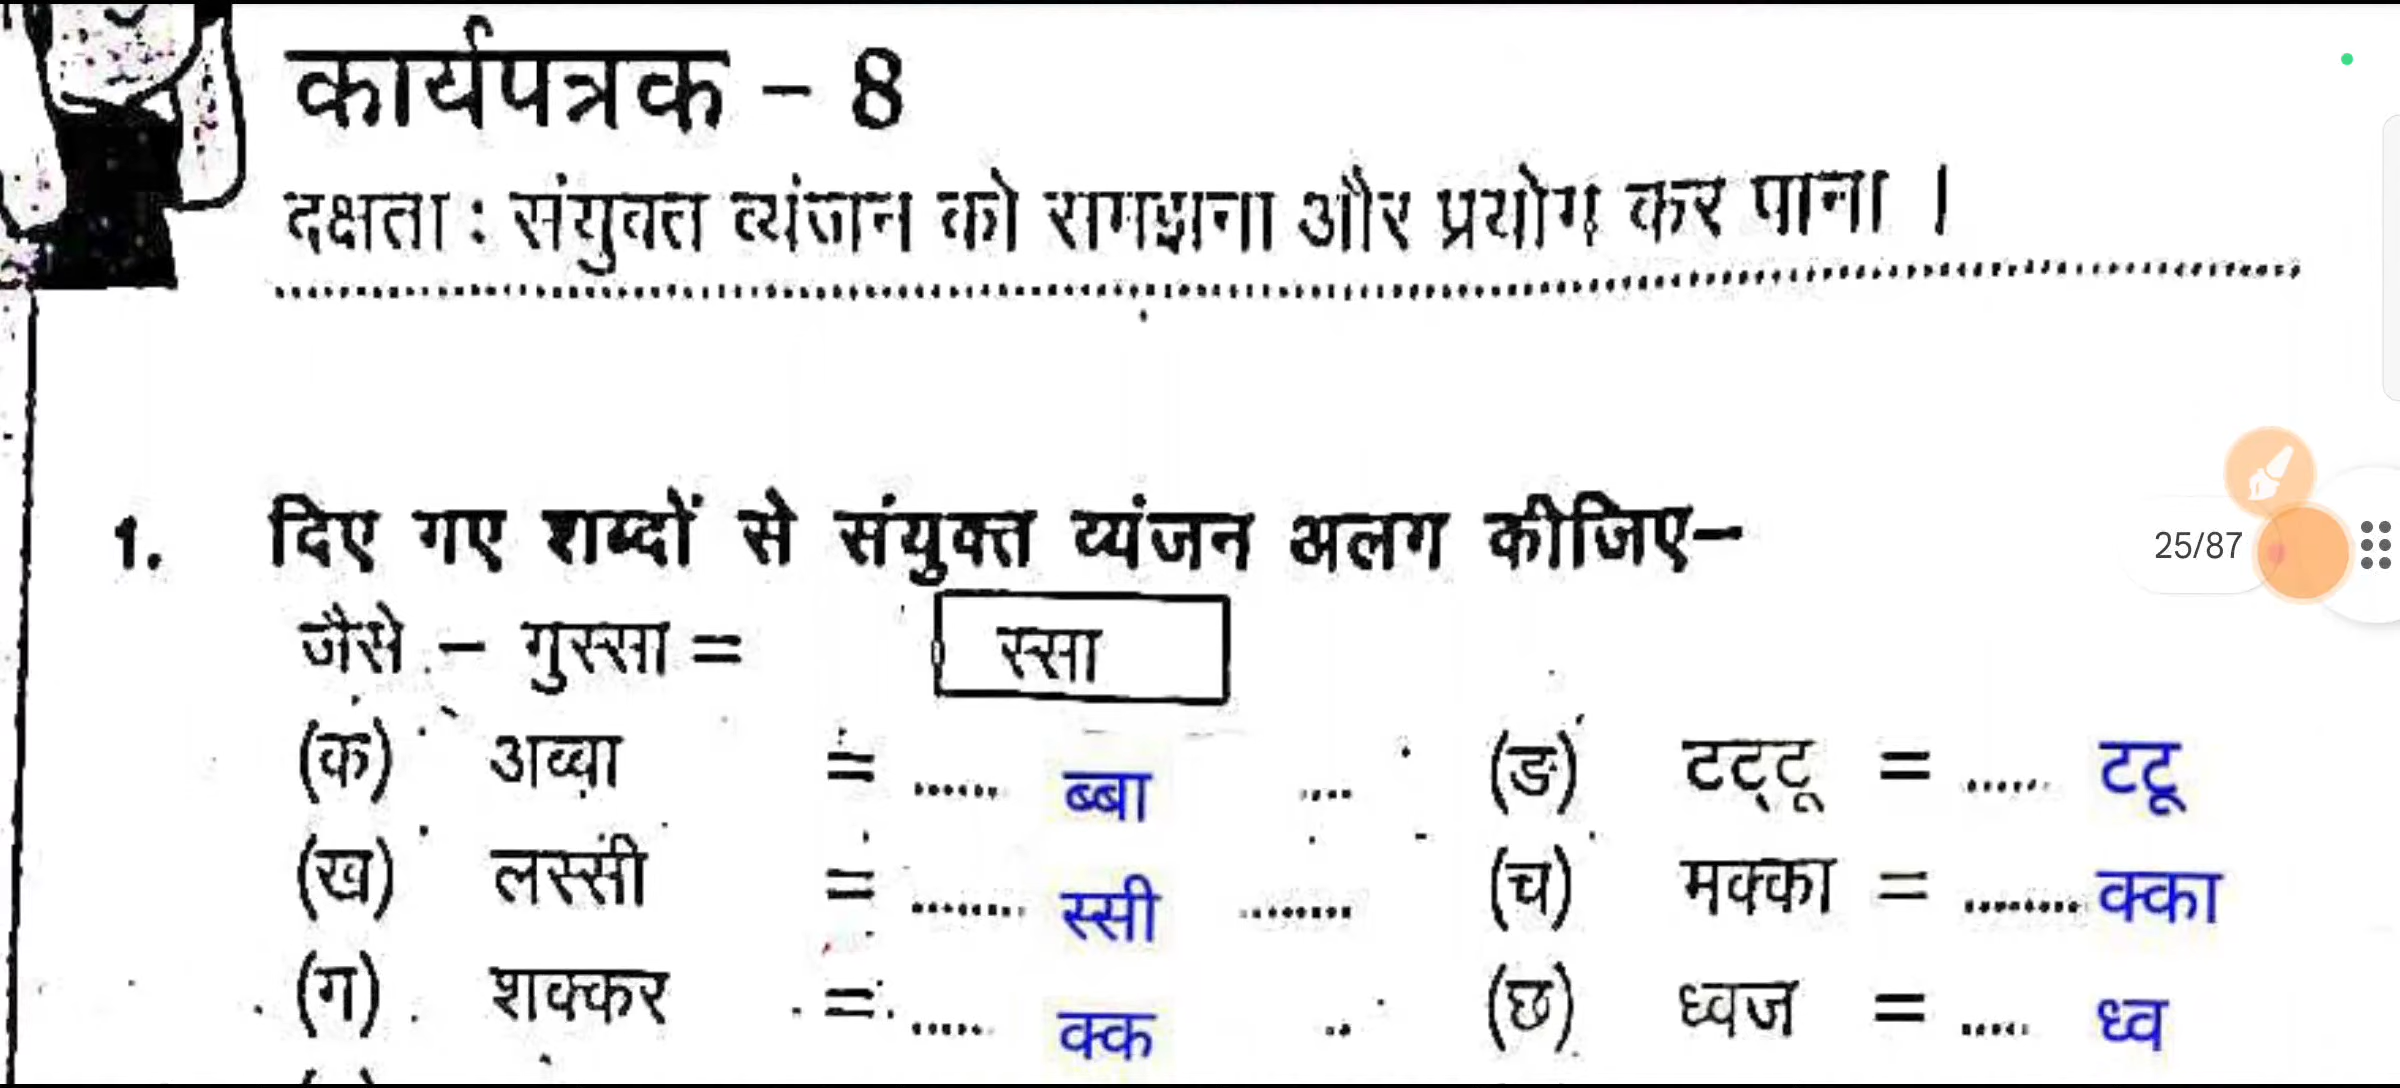 कार्यपत्रक - 8
दक्षता : संयुक्त व्यंजन को समझना और प्रयोग कर पाना ।
1. दिए गए शब्दों से संयुक्त व्यंजन अलग कीजिए-
25/87
जैसे - गुस्सा = स्सा
(क) अब्बा = ...... ब्बा .... (ङ) टट्टू = ...... टटू
(ख) लस्सी = ........ स्सी ........ (च) मक्का = ......... क्का
(ग) शक्कर = ..... क्क .. (छ) ध्वज = ..... ध्व